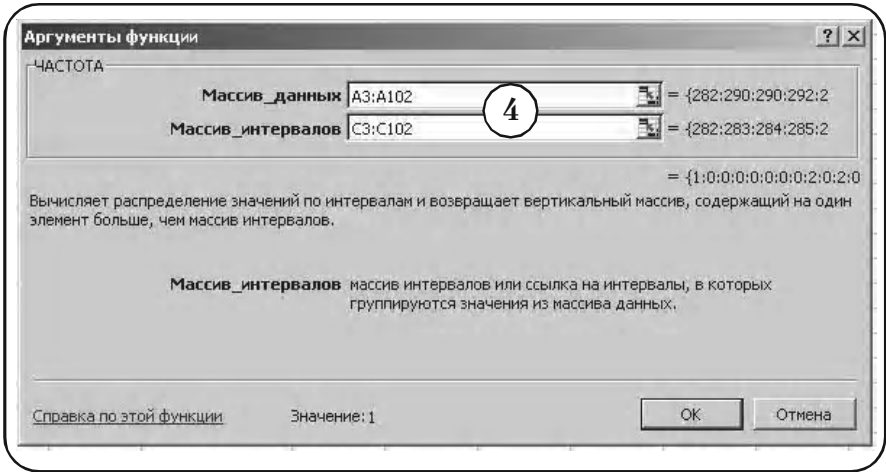 Аргументы функции
ЧАСТОТА
Массив_данных A3:A102 = {282:290:290:292:2
4
Массив_интервалов C3:C102 = {282:283:284:285:2
= {1:0:0:0:0:0:0:0:2:0:2:0
Вычисляет распределение значений по интервалам и возвращает вертикальный массив, содержащий на один
элемент больше, чем массив интервалов.
Массив_интервалов массив интервалов или ссылка на интервалы, в которых
группируются значения из массива данных.
Справка по этой функции Значение:1 OK Отмена